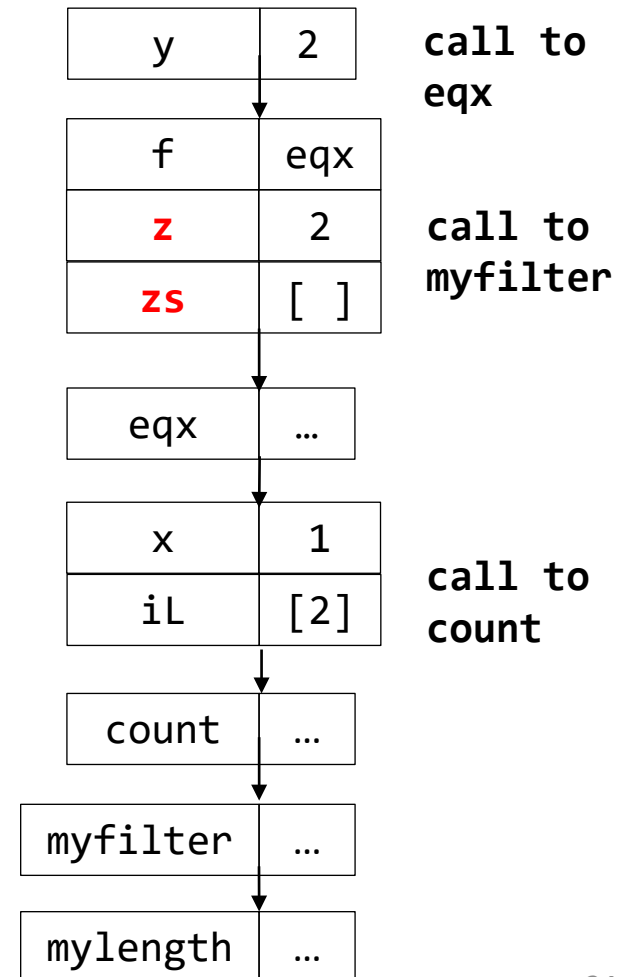 y 2
call to
eqx
f eqx
z 2
zs [ ]
call to
myfilter
eqx …
x 1
iL [2]
call to
count
count …
myfilter …
mylength …